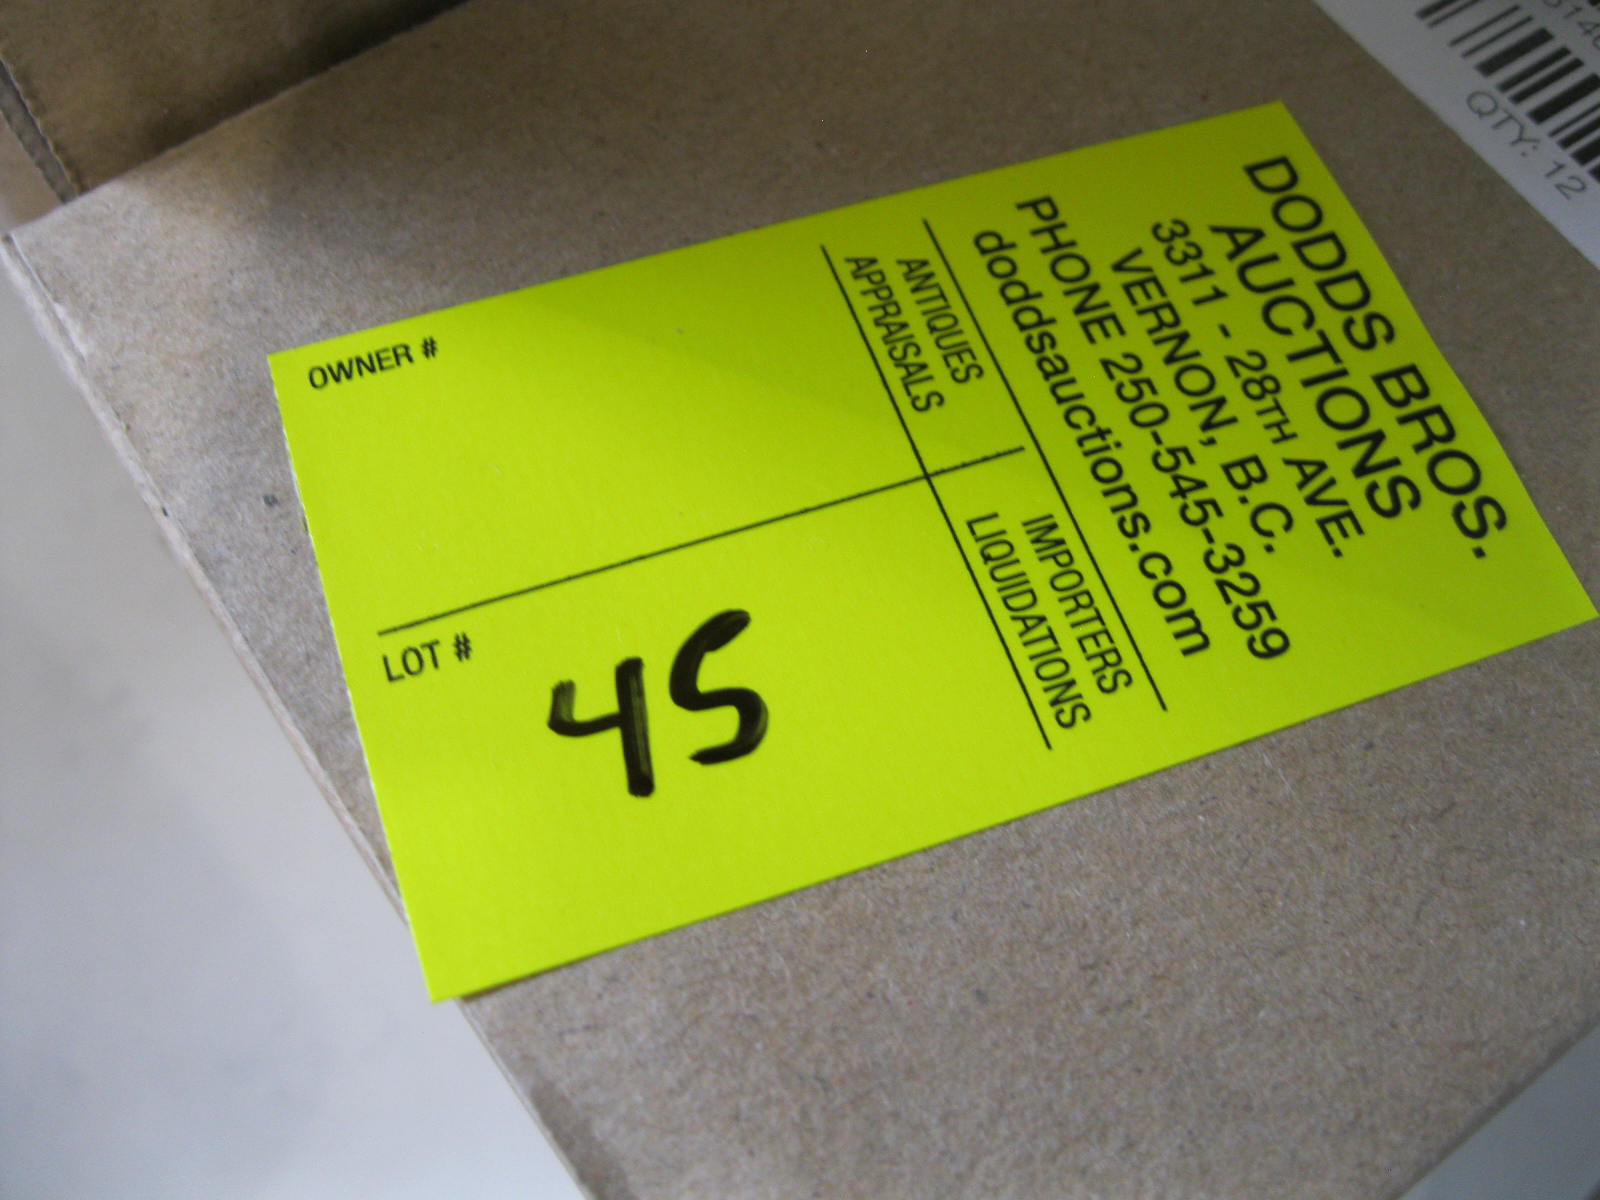 DODDS BROS.
AUCTIONS
3311 - 28TH AVE.
VERNON, B.C.
PHONE 250-545-3259
doddsauctions.com
ANTIQUES
APPRAISALS
IMPORTERS
LIQUIDATIONS
OWNER #
LOT #
45
QTY: 12